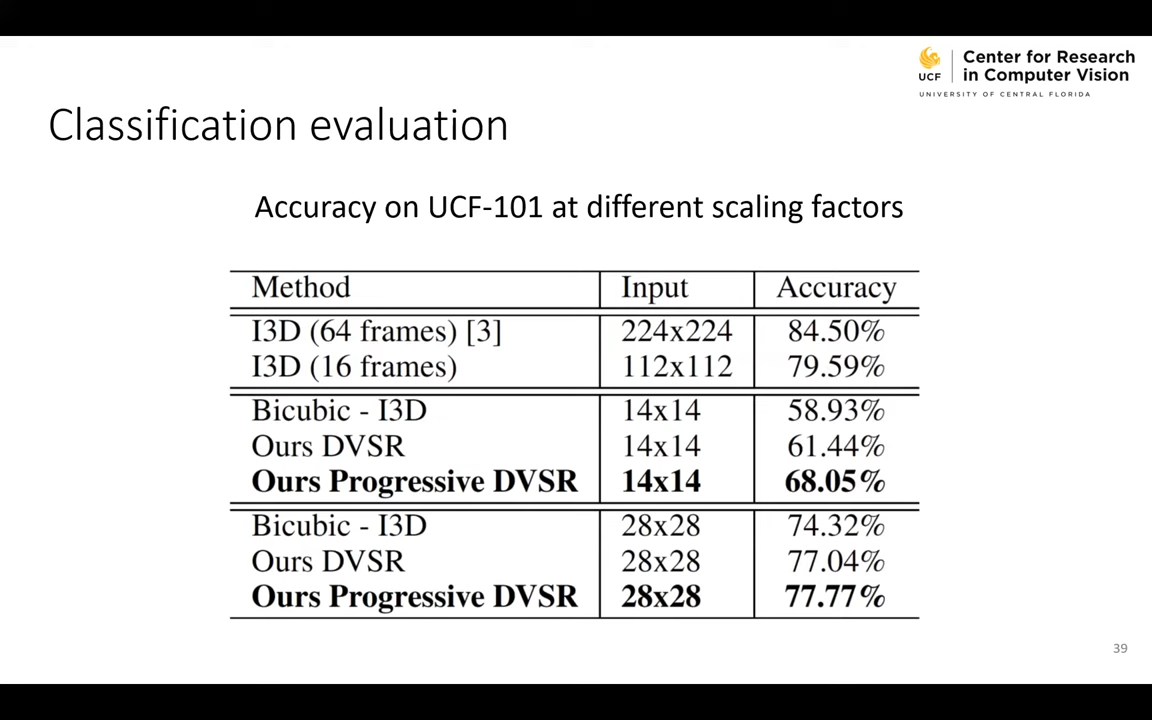 UCF
Center for Research
in Computer Vision
UNIVERSITY OF CENTRAL FLORIDA
Classification evaluation
Accuracy on UCF-101 at different scaling factors
Method Input Accuracy
I3D (64 frames) [3] 224x224 84.50%
I3D (16 frames) 112x112 79.59%
Bicubic - I3D 14x14 58.93%
Ours DVSR 14x14 61.44%
Ours Progressive DVSR 14x14 68.05%
Bicubic - I3D 28x28 74.32%
Ours DVSR 28x28 77.04%
Ours Progressive DVSR 28x28 77.77%
39